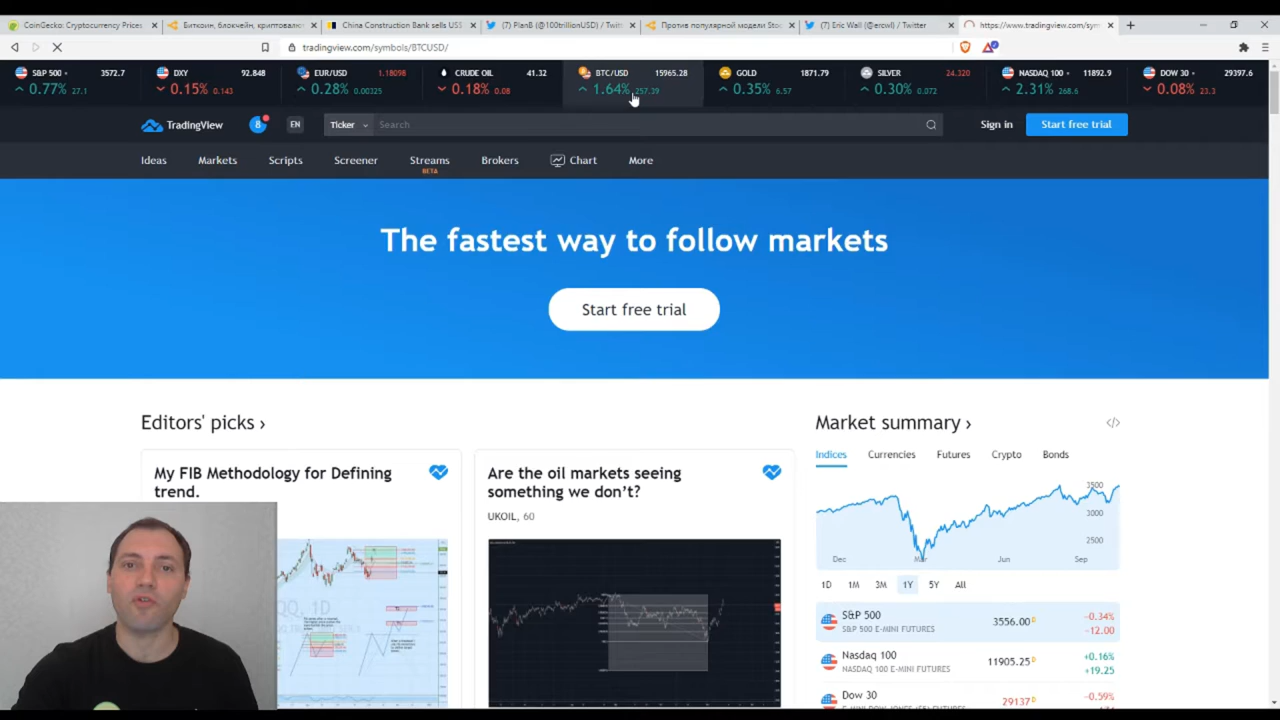 CoinGecko: Cryptocurrency Prices
Биткоин, блокчейн, криптовалю
China Construction Bank sells US$
(7) PlanB (@100trillionUSD) / Twit
Против популярной модели Stoc
(7) Eric Wall (@ercwl) / Twitter
https://www.tradingview.com/sym
tradingview.com/symbols/BTCUSD/
S&P 500 3572.7
0.77% 27.1
DXY 92.848
0.15% 0.143
EUR/USD 1.18098
0.28% 0.00325
CRUDE OIL 41.32
0.18% 0.08
BTC/USD 15965.28
1.64% 257.39
GOLD 1871.79
0.35% 6.57
SILVER 24.320
0.30% 0.072
NASDAQ 100 11892.9
2.31% 268.6
DOW 30 29397.6
0.08% 23.3
TradingView 8 EN Ticker Search Sign in Start free trial
Ideas Markets Scripts Screener Streams Brokers Chart More
BETA
The fastest way to follow markets
Start free trial
Editors' picks ›
My FIB Methodology for Defining
trend.
Are the oil markets seeing
something we don't?
UKOIL, 60
Market summary ›
Indices Currencies Futures Crypto Bonds
3500
3000
2500
Dec Mar Jun Sep
1D 1M 3M 1Y 5Y All
S&P 500
S&P 500 E-MINI FUTURES
3556.00
−0.34%
−12.00
Nasdaq 100
NASDAQ 100 E-MINI FUTURES
11905.25
+0.16%
+19.25
Dow 30
29137
−0.59%